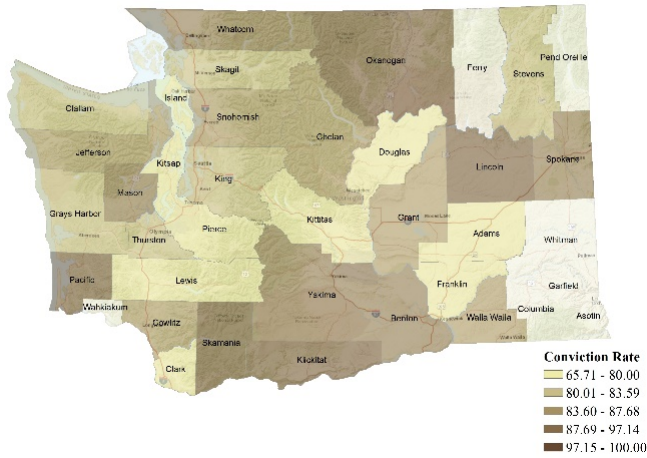 Whatcom
Okanogan
Ferry
Stevens
Pend Oreille
Skagit
Island
Clallam
Snohomish
Chelan
Jefferson
Douglas
Kitsap
Lincoln
Spokane
King
Mason
Grays Harbor
Grant
Kittitas
Pierce
Adams
Thurston
Whitman
Pacific
Lewis
Franklin
Garfield
Yakima
Wahkiakum
Columbia
Asotin
Cowlitz
Benton
Walla Walla
Skamania
Klickitat
Clark
Conviction Rate
65.71 - 80.00
80.01 - 83.59
83.60 - 87.68
87.69 - 97.14
97.15 - 100.00